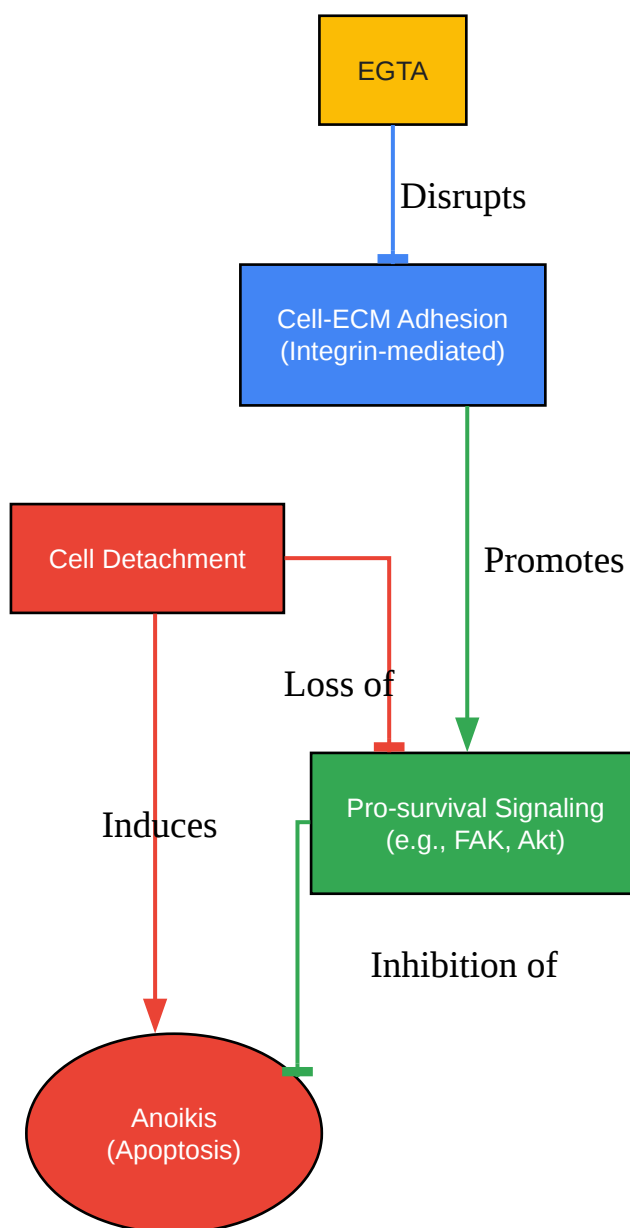 EGTA
Disrupts
Cell-ECM Adhesion
(Integrin-mediated)
Cell Detachment
Promotes
Loss of
Pro-survival Signaling
(e.g., FAK, Akt)
Induces
Inhibition of
Anoikis
(Apoptosis)